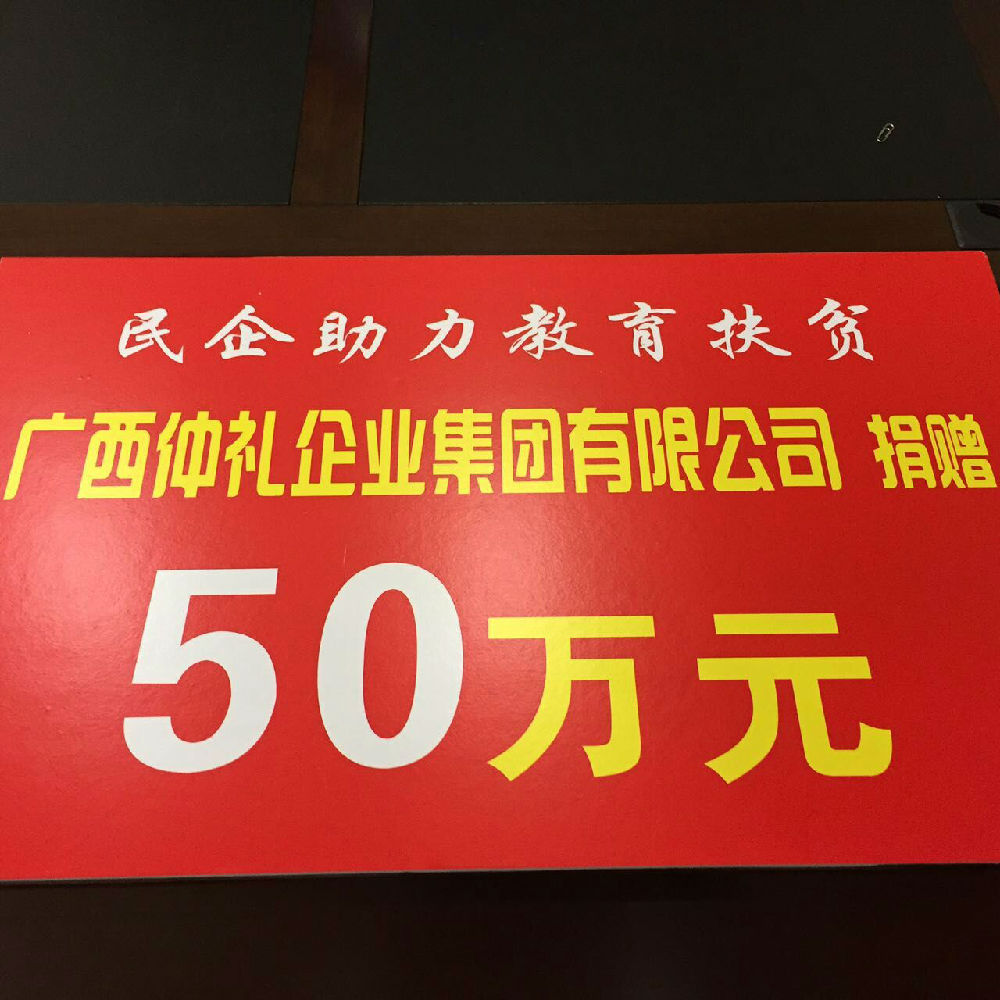 民企助力教育扶贫
广西仲礼企业集团有限公司 捐赠
50万元